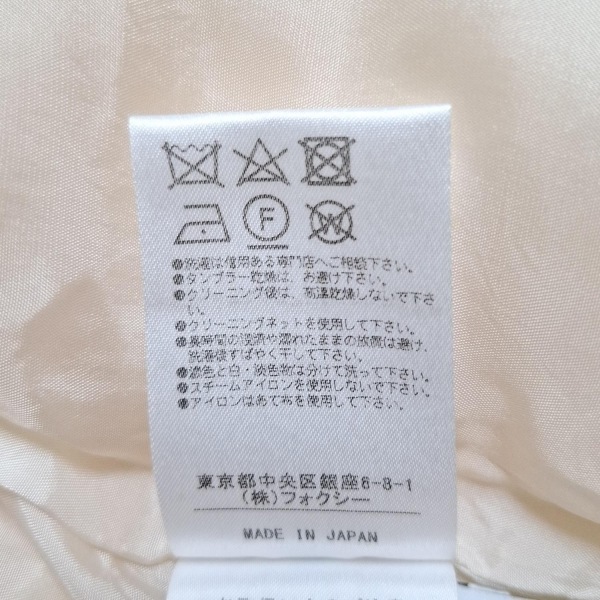 F
W
●洗濯は信用ある専門店へご相談下さい。
●タンブラー乾燥は、お避け下さい。
●クリーニング後は、高温乾燥しないで下さ
い。
●クリーニングネットを使用して下さい。
●長時間の浸漬や濡れたままの放置は避け、
洗濯後すばやく干して下さい。
●濃色と白・淡色物は分けて洗って下さい。
●スチームアイロンを使用しないで下さい。
●アイロンはあて布を使用して下さい。
東京都中央区銀座6-8-1
(株)フォクシー
MADE IN JAPAN